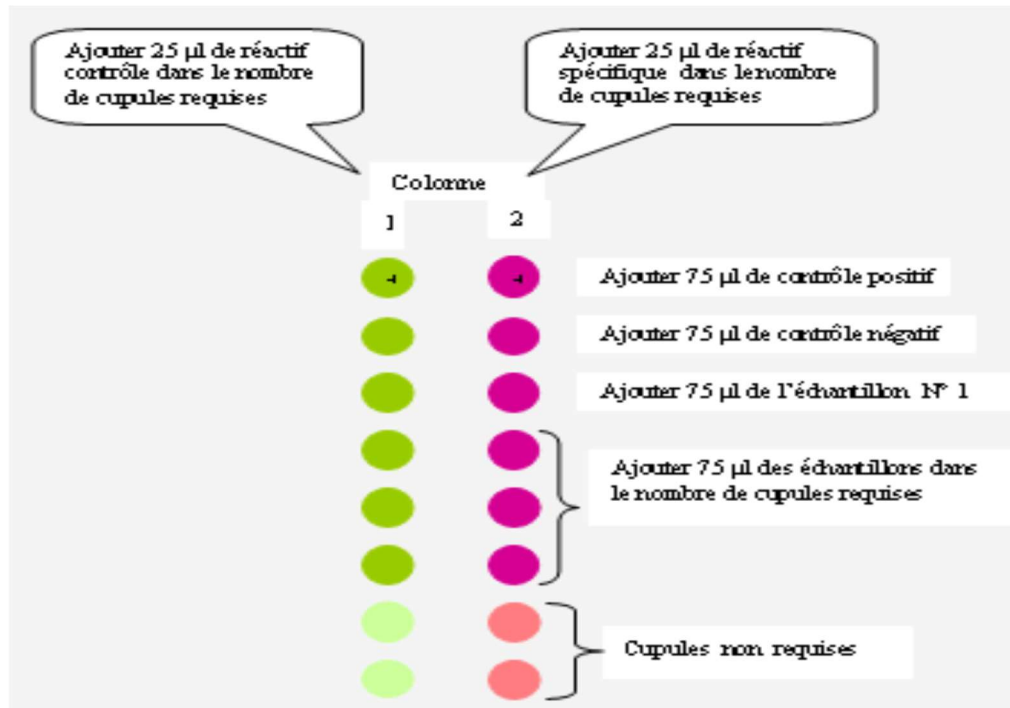 Ajouter 25 µl de réactif
contrôle dans le nombre
de cupules requises
Ajouter 25 µl de réactif
spécifique dans le nombre
de cupules requises
Colonne
1
2
Ajouter 75 µl de contrôle positif
Ajouter 75 µl de contrôle négatif
Ajouter 75 µl de l'échantillon N° 1
Ajouter 75 µl des échantillons dans
le nombre de cupules requises
Cupules non requises